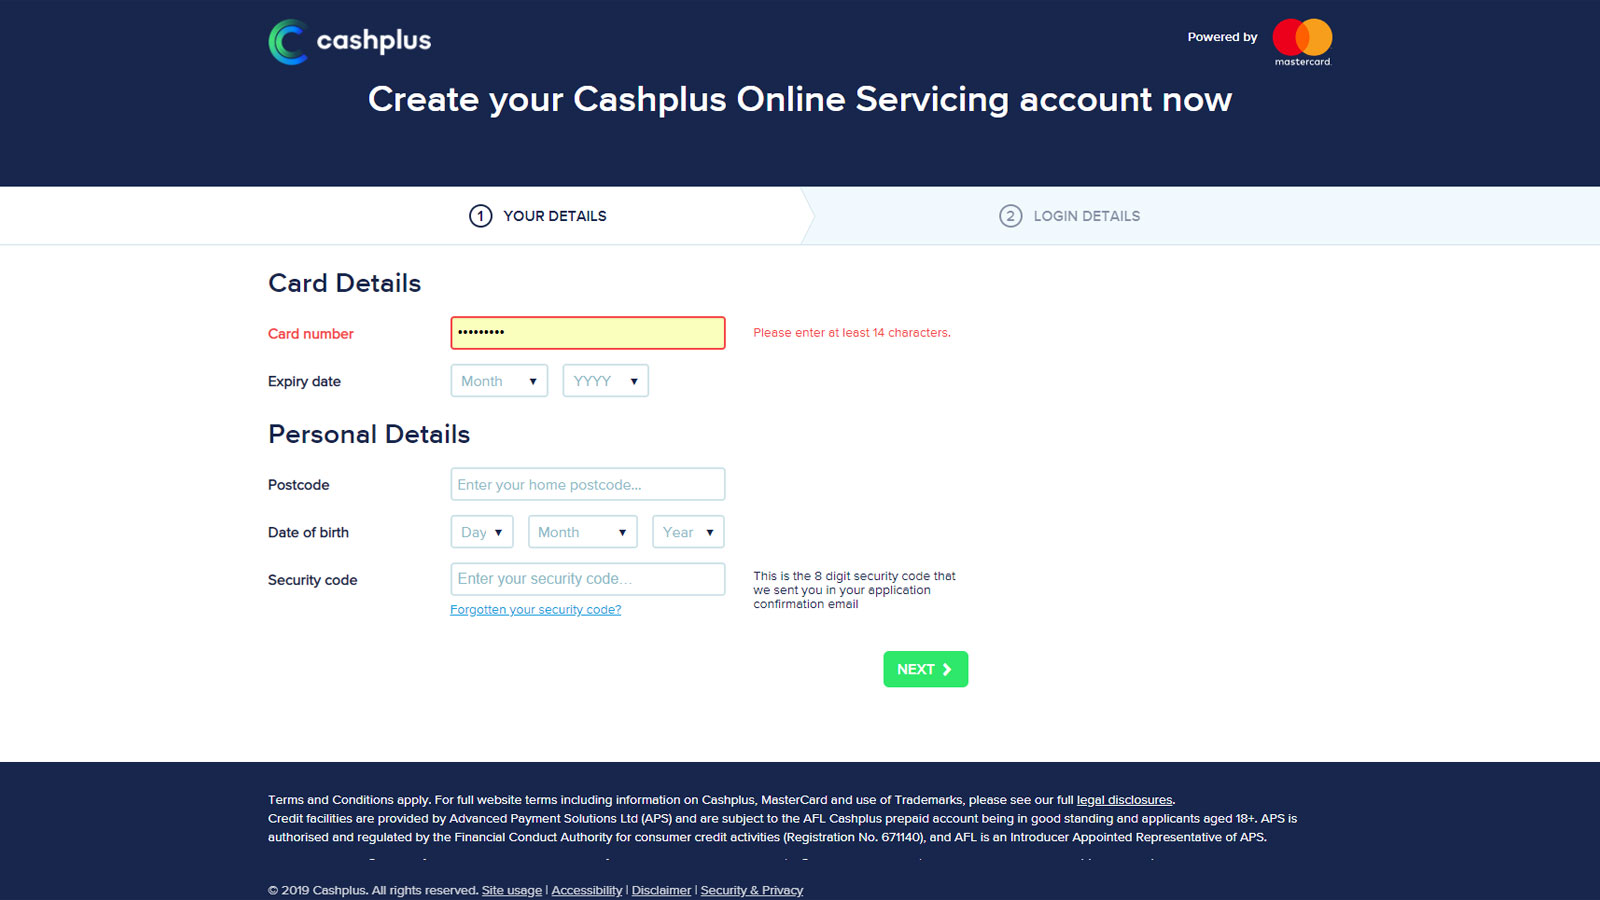 cashplus
Powered by
mastercard.
Create your Cashplus Online Servicing account now
1 YOUR DETAILS
2 LOGIN DETAILS
Card Details
Card number
•••••••••
Please enter at least 14 characters.
Expiry date
Month
YYYY
Personal Details
Postcode
Enter your home postcode...
Date of birth
Day
Month
Year
Security code
Enter your security code...
This is the 8 digit security code that
we sent you in your application
confirmation email
Forgotten your security code?
NEXT
Terms and Conditions apply. For full website terms including information on Cashplus, MasterCard and use of Trademarks, please see our full legal disclosures.
Credit facilities are provided by Advanced Payment Solutions Ltd (APS) and are subject to the AFL Cashplus prepaid account being in good standing and applicants aged 18+. APS is
authorised and regulated by the Financial Conduct Authority for consumer credit activities (Registration No. 671140), and AFL is an Introducer Appointed Representative of APS.
© 2019 Cashplus. All rights reserved. Site usage | Accessibility | Disclaimer | Security & Privacy